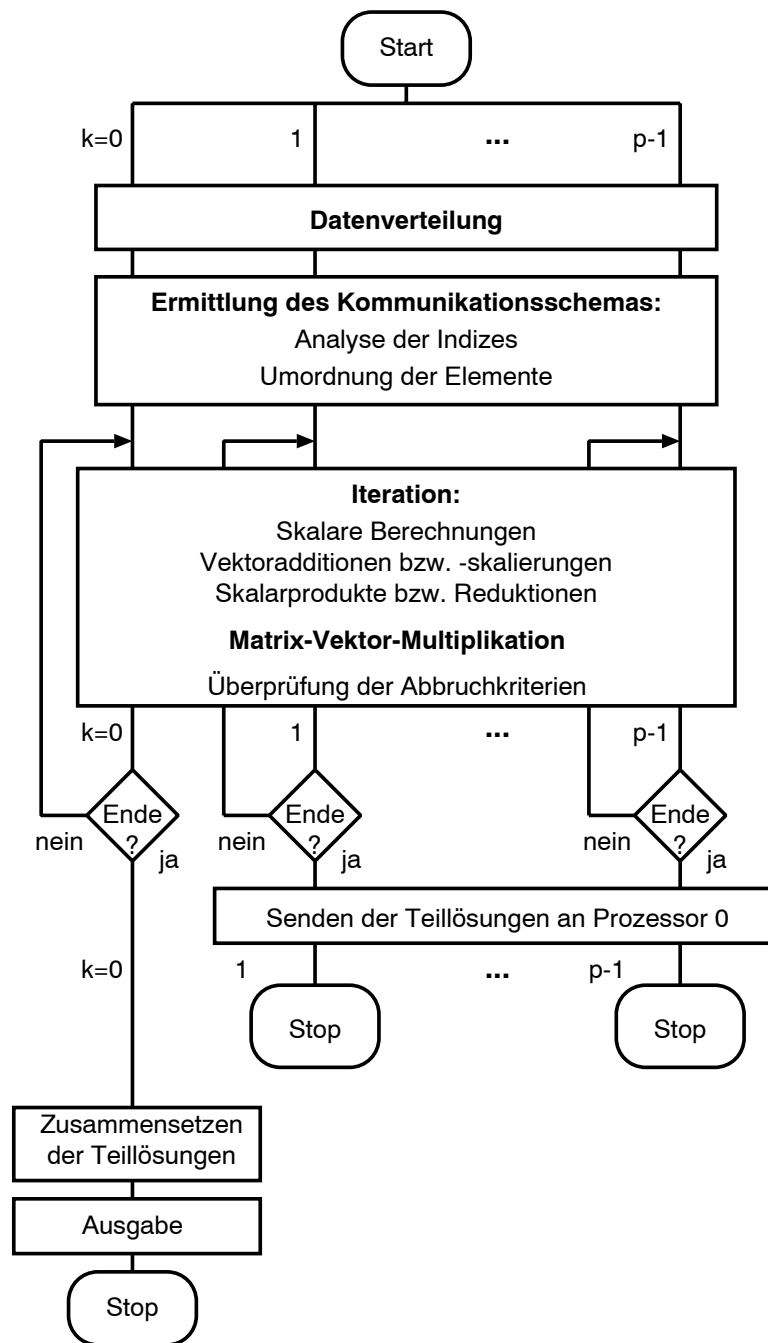 Start
k=0 1 ... p-1
Datenverteilung
Ermittlung des Kommunikationsschemas:
Analyse der Indizes
Umordnung der Elemente
Iteration:
Skalare Berechnungen
Vektoradditionen bzw. -skalierungen
Skalarprodukte bzw. Reduktionen
Matrix-Vektor-Multiplikation
Überprüfung der Abbruchkriterien
k=0 1 ... p-1
Ende Ende Ende
? ? ?
nein ja nein ja nein ja
Senden der Teillösungen an Prozessor 0
k=0 1 ... p-1
Stop Stop
Zusammensetzen
der Teillösungen
Ausgabe
Stop